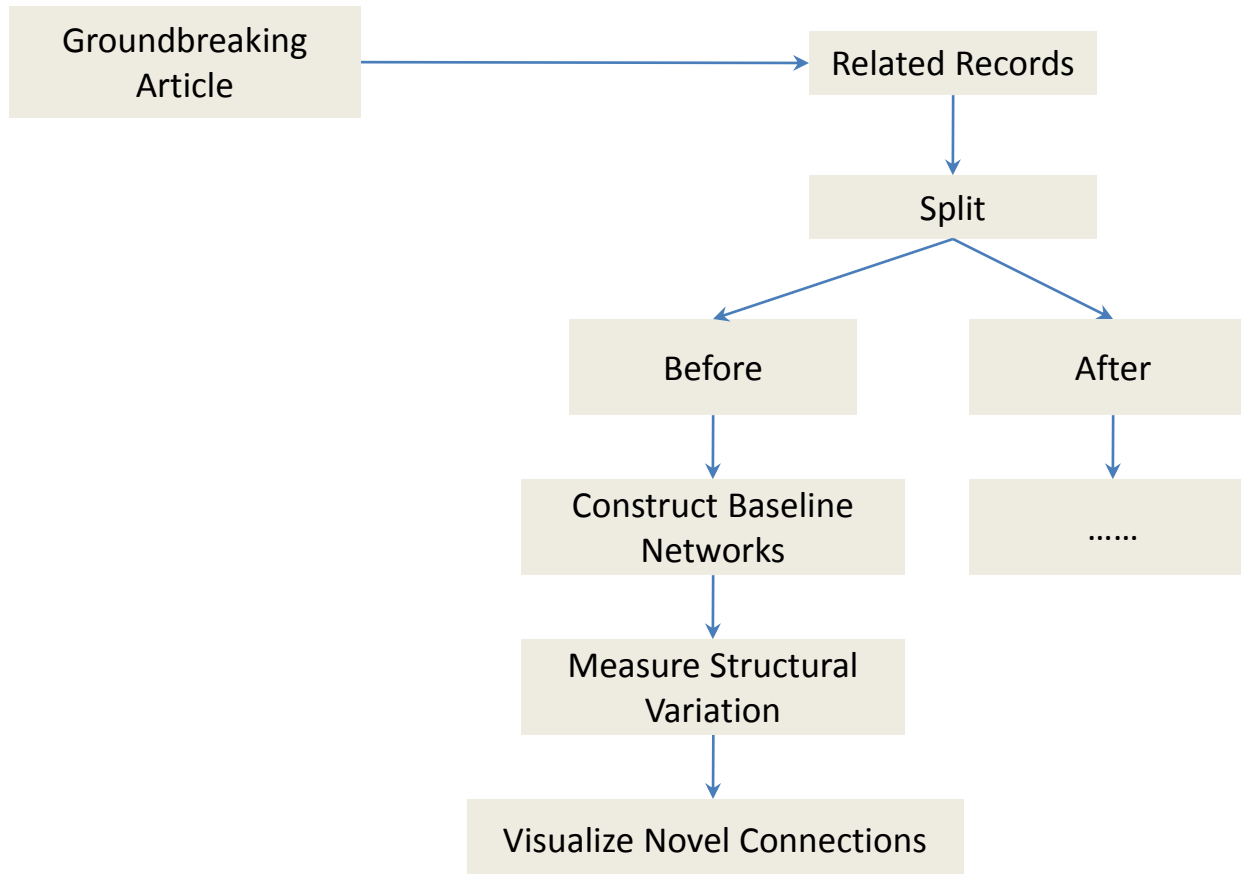 Groundbreaking
Article
Related Records
Split
Before
After
Construct Baseline
Networks
......
Measure Structural
Variation
Visualize Novel Connections